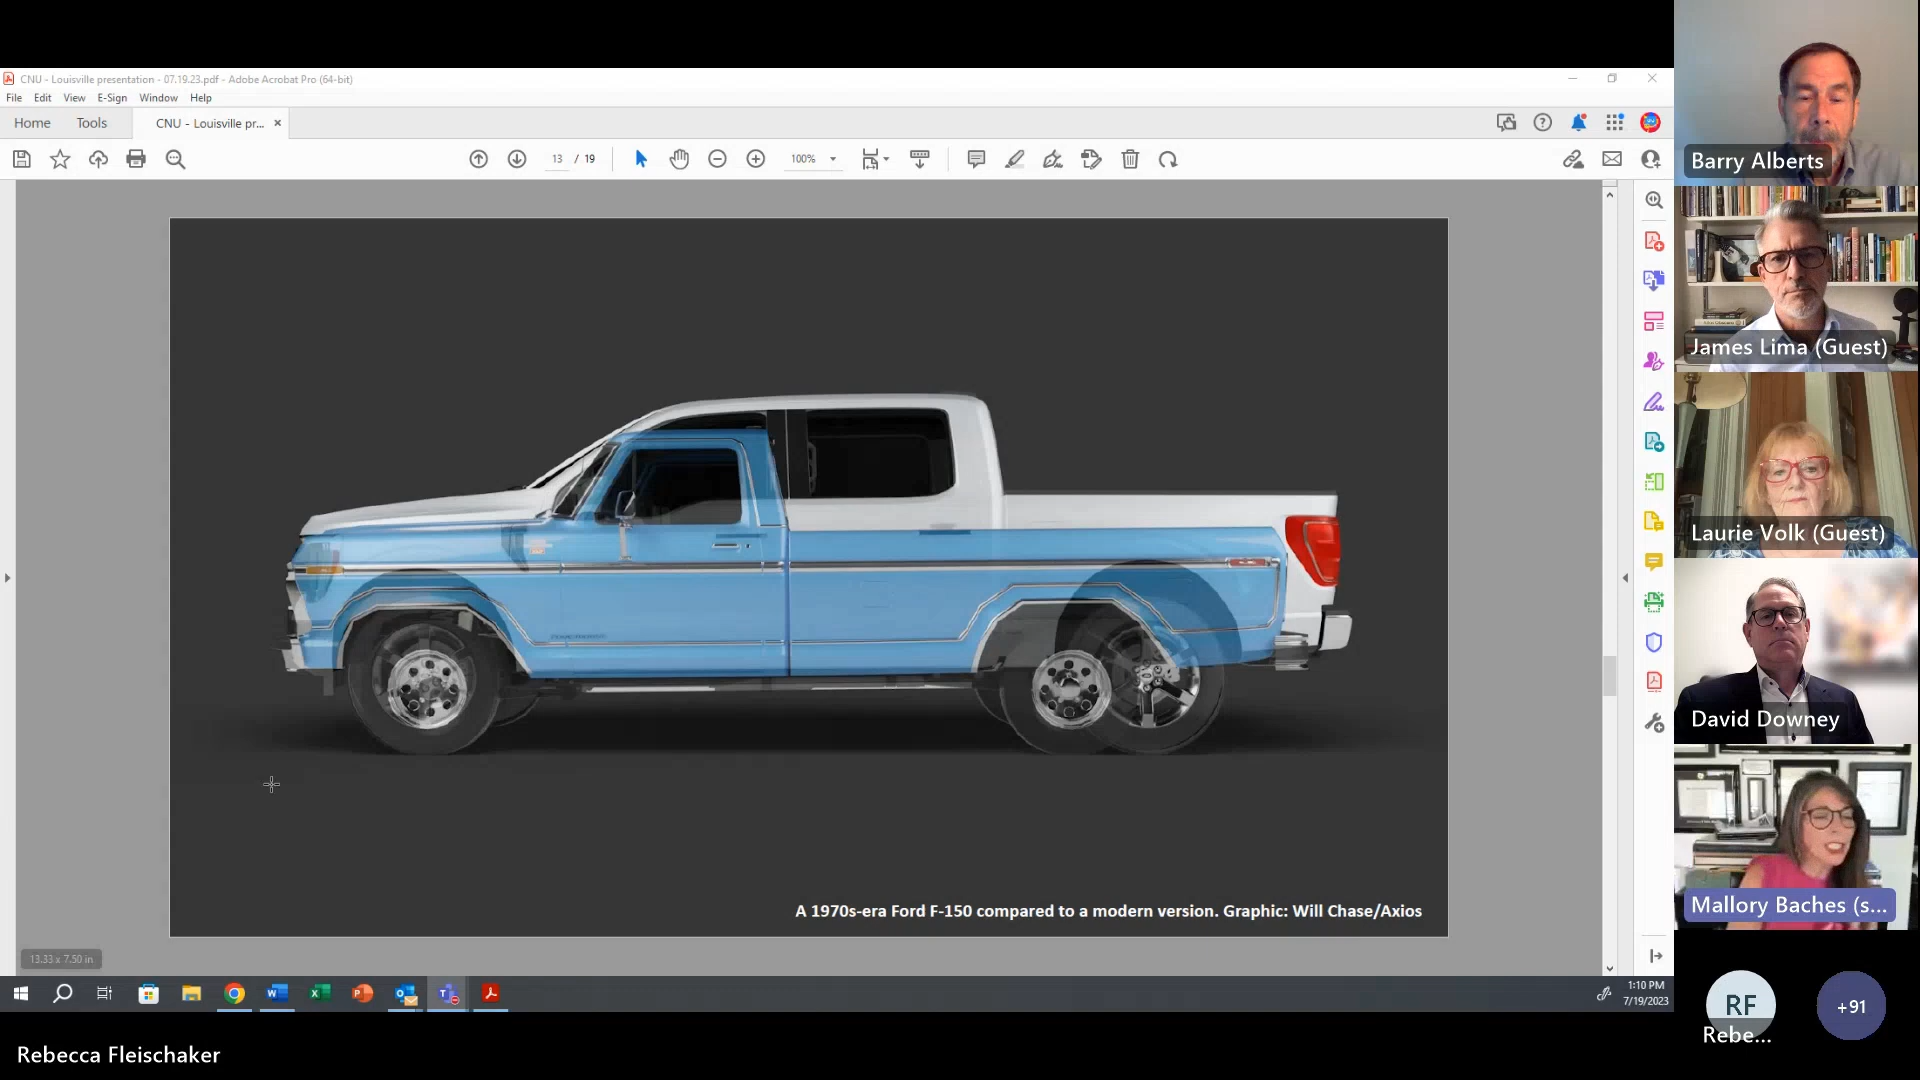 CNU - Louisville presentation - 07.19.23.pdf - Adobe Acrobat Pro (64-bit)
File Edit View E-Sign Window Help
Home Tools CNU - Louisville pr...
13 / 19 100%
A 1970s-era Ford F-150 compared to a modern version. Graphic: Will Chase/Axios
13.33 x 7.50 in
1:10 PM
7/19/2023
Rebecca Fleischaker
Barry Alberts
James Lima (Guest)
Laurie Volk (Guest)
David Downey
Mallory Baches (s...
RF
Rebe...
+91